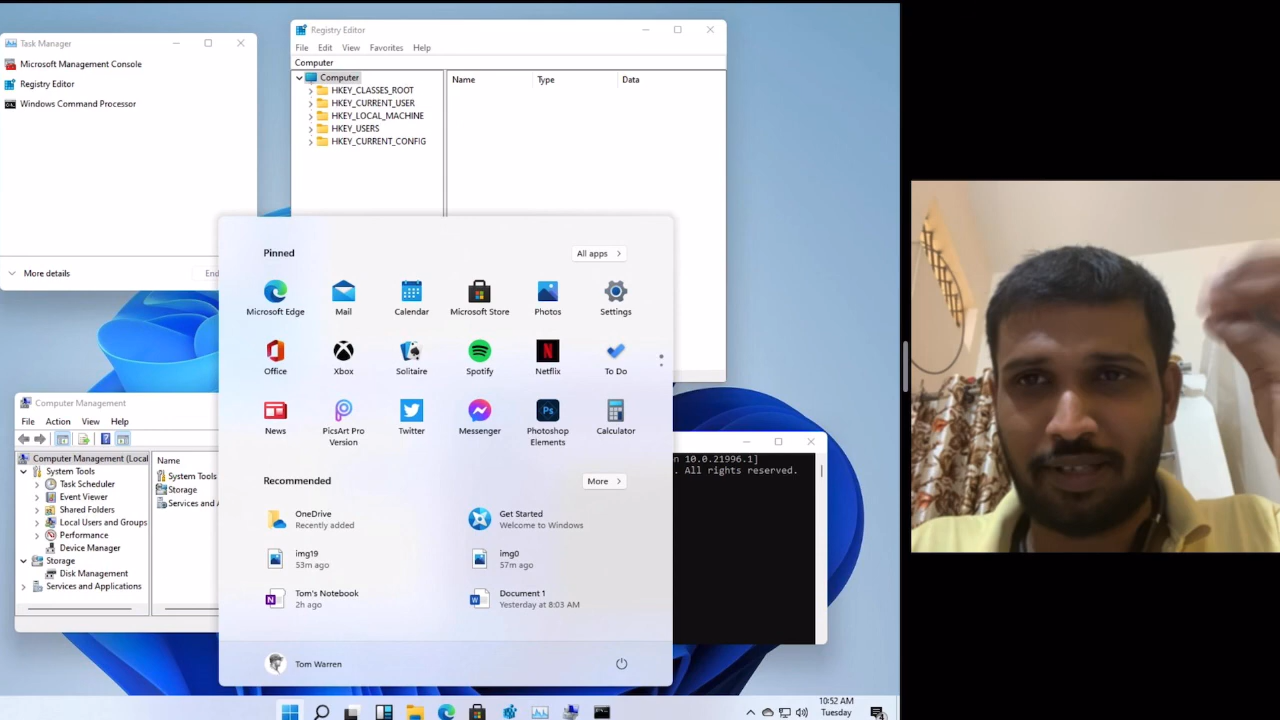 Task Manager
Microsoft Management Console
Registry Editor
Windows Command Processor
More details
End
Registry Editor
File Edit View Favorites Help
Computer
Computer
HKEY_CLASSES_ROOT
HKEY_CURRENT_USER
HKEY_LOCAL_MACHINE
HKEY_USERS
HKEY_CURRENT_CONFIG
Name Type Data
Pinned
All apps
Microsoft Edge Mail Calendar Microsoft Store Photos Settings
Office Xbox Solitaire Spotify Netflix To Do
News PicsArt Pro Version Twitter Messenger Photoshop Elements Calculator
Recommended
More
OneDrive
Recently added
Get Started
Welcome to Windows
img19
53m ago
img0
57m ago
Tom's Notebook
2h ago
Document 1
Yesterday at 8:03 AM
Tom Warren
Computer Management
File Action View Help
Computer Management (Local
System Tools
Task Scheduler
Event Viewer
Shared Folders
Local Users and Groups
Performance
Device Manager
Storage
Disk Management
Services and Applications
Name
System Tools
Storage
Services and A
n 10.0.21996.1]
. All rights reserved.
10:52 AM
Tuesday